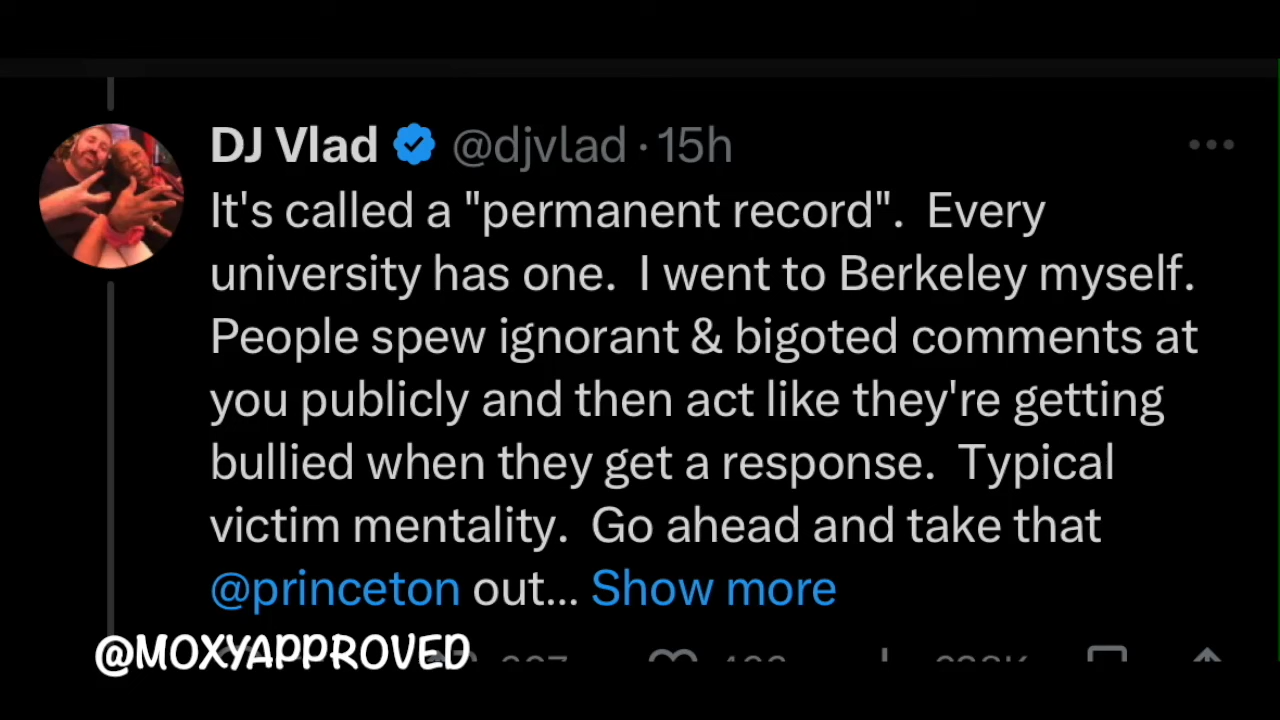 DJ Vlad @djvlad · 15h
It's called a "permanent record".  Every
university has one.  I went to Berkeley myself.
People spew ignorant & bigoted comments at
you publicly and then act like they're getting
bullied when they get a response.  Typical
victim mentality.  Go ahead and take that
@princeton out... Show more
@MOXYAPPROVED